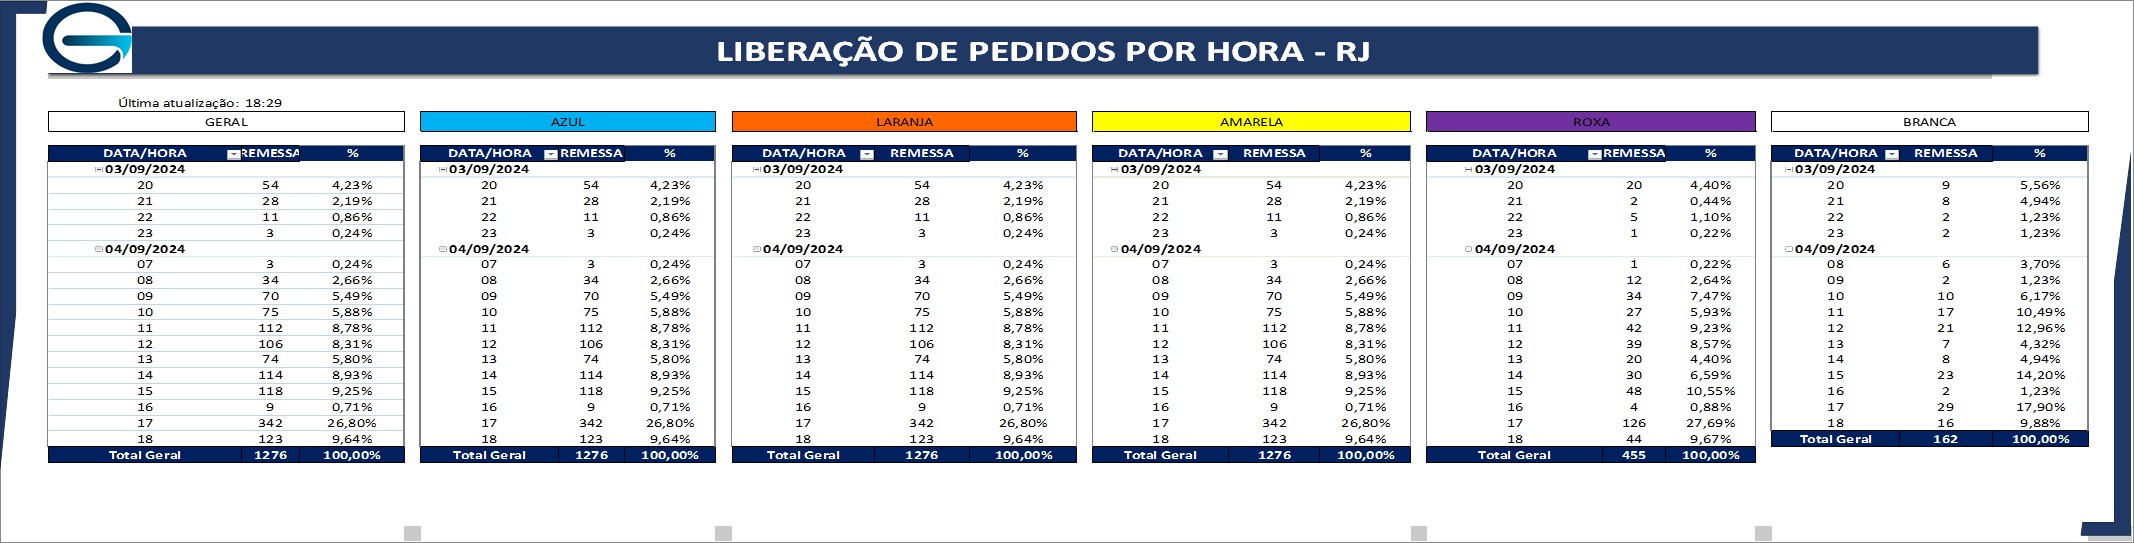 LIBERAÇÃO DE PEDIDOS POR HORA - RJ
Última atualização: 18:29
GERAL AZUL LARANJA AMARELA ROXA BRANCA
DATA/HORA REMESSA % DATA/HORA REMESSA % DATA/HORA REMESSA % DATA/HORA REMESSA % DATA/HORA REMESSA % DATA/HORA REMESSA %
03/09/2024 03/09/2024 03/09/2024 03/09/2024 03/09/2024 03/09/2024
20 54 4,23% 20 54 4,23% 20 54 4,23% 20 54 4,23% 20 20 4,40% 20 9 5,56%
21 28 2,19% 21 28 2,19% 21 28 2,19% 21 28 2,19% 21 2 0,44% 21 8 4,94%
22 11 0,86% 22 11 0,86% 22 11 0,86% 22 11 0,86% 22 5 1,10% 22 2 1,23%
23 3 0,24% 23 3 0,24% 23 3 0,24% 23 3 0,24% 23 1 0,22% 23 2 1,23%
04/09/2024 04/09/2024 04/09/2024 04/09/2024 04/09/2024 04/09/2024
07 3 0,24% 07 3 0,24% 07 3 0,24% 07 3 0,24% 07 1 0,22% 08 6 3,70%
08 34 2,66% 08 34 2,66% 08 34 2,66% 08 34 2,66% 08 12 2,64% 09 2 1,23%
09 70 5,49% 09 70 5,49% 09 70 5,49% 09 70 5,49% 09 34 7,47% 10 10 6,17%
10 75 5,88% 10 75 5,88% 10 75 5,88% 10 75 5,88% 10 27 5,93% 11 17 10,49%
11 112 8,78% 11 112 8,78% 11 112 8,78% 11 112 8,78% 11 42 9,23% 12 21 12,96%
12 106 8,31% 12 106 8,31% 12 106 8,31% 12 106 8,31% 12 39 8,57% 13 7 4,32%
13 74 5,80% 13 74 5,80% 13 74 5,80% 13 74 5,80% 13 20 4,40% 14 8 4,94%
14 114 8,93% 14 114 8,93% 14 114 8,93% 14 114 8,93% 14 30 6,59% 15 23 14,20%
15 118 9,25% 15 118 9,25% 15 118 9,25% 15 118 9,25% 15 48 10,55% 16 2 1,23%
16 9 0,71% 16 9 0,71% 16 9 0,71% 16 9 0,71% 16 4 0,88% 17 29 17,90%
17 342 26,80% 17 342 26,80% 17 342 26,80% 17 342 26,80% 17 126 27,69% 18 16 9,88%
18 123 9,64% 18 123 9,64% 18 123 9,64% 18 123 9,64% 18 44 9,67% Total Geral 162 100,00%
Total Geral 1276 100,00% Total Geral 1276 100,00% Total Geral 1276 100,00% Total Geral 1276 100,00% Total Geral 455 100,00%